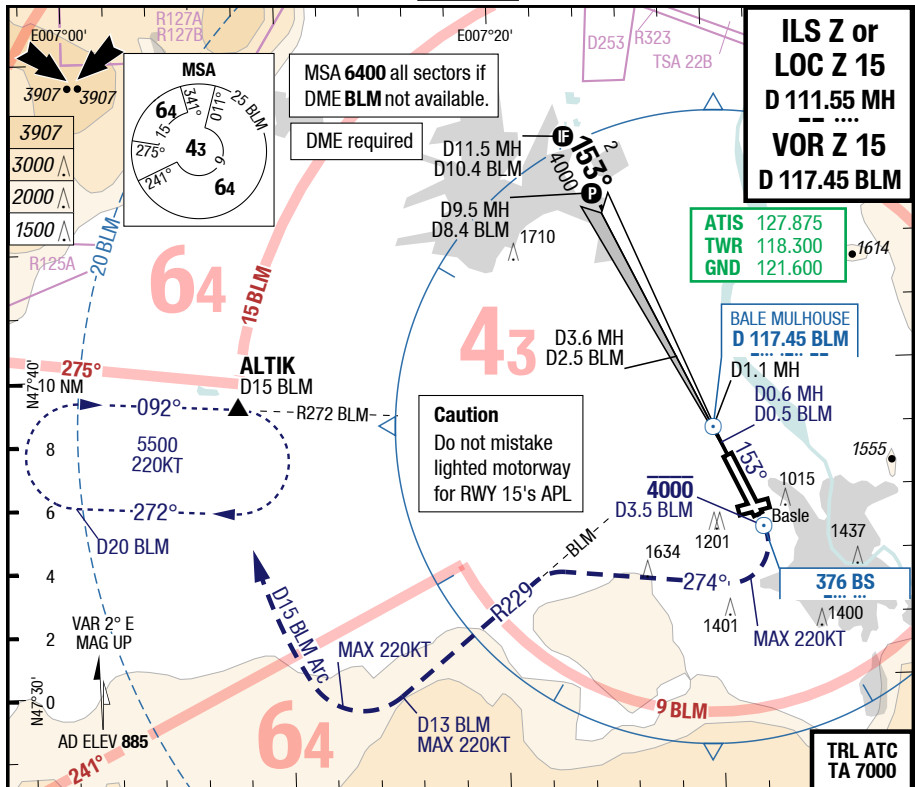 R127A
R127B
E007°00'
3907
3907
3907
3000
2000
1500
R125A
MSA
64
15
275°
241°
341°
011°
25 BLM
43
9
64
MSA 6400 all sectors if
DME BLM not available.
DME required
E007°20'
D253
R323
TSA 22B
ILS Z or
LOC Z 15
D 111.55 MH
VOR Z 15
D 117.45 BLM
IF
D11.5 MH
D10.4 BLM
153°
2
4000
P
D9.5 MH
D8.4 BLM
1710
ATIS 127.875
TWR 118.300
GND 121.600
1614
20 BLM
64
15 BLM
43
BALE MULHOUSE
D 117.45 BLM
D3.6 MH
D2.5 BLM
D1.1 MH
D0.6 MH
D0.5 BLM
275°
ALTIK
D15 BLM
N47°40'
10 NM
092°
R272 BLM
5500
220KT
8
272°
6
D20 BLM
Caution
Do not mistake
lighted motorway
for RWY 15's APL
153°
1555
4000
D3.5 BLM
1015
Basle
1201
1437
1634
BLM
376 BS
4
274°
R229
1401
1400
MAX 220KT
D15 BLM Arc
VAR 2° E
MAG UP
2
MAX 220KT
N47°30'
0
9 BLM
D13 BLM
MAX 220KT
AD ELEV 885
64
241°
TRL ATC
TA 7000